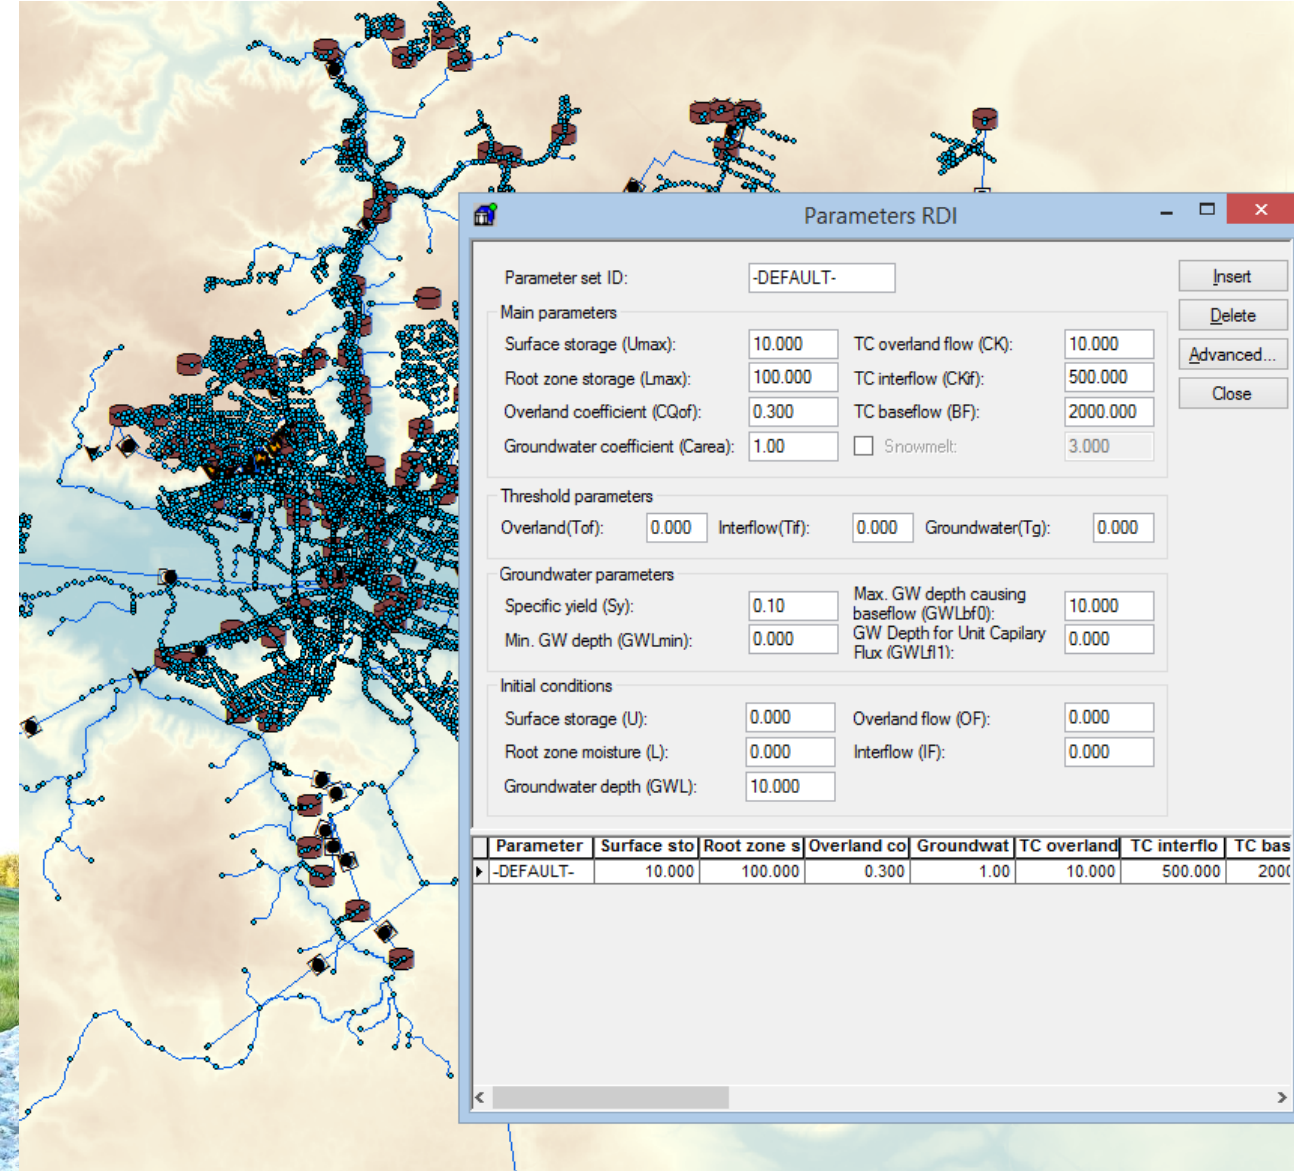 Parameters RDI
Parameter set ID: -DEFAULT- Insert
Main parameters Delete
Surface storage (Umax): 10.000 TC overland flow (CK): 10.000 Advanced...
Root zone storage (Lmax): 100.000 TC interflow (CKif): 500.000 Close
Overland coefficient (CQof): 0.300 TC baseflow (BF): 2000.000
Groundwater coefficient (Carea): 1.00 Snowmelt: 3.000
Threshold parameters
Overland(Tof): 0.000 Interflow(Tif): 0.000 Groundwater(Tg): 0.000
Groundwater parameters
Specific yield (Sy): 0.10 Max. GW depth causing baseflow (GWLbf0): 10.000
Min. GW depth (GWLmin): 0.000 GW Depth for Unit Capilary Flux (GWLfl1): 0.000
Initial conditions
Surface storage (U): 0.000 Overland flow (OF): 0.000
Root zone moisture (L): 0.000 Interflow (IF): 0.000
Groundwater depth (GWL): 10.000
Parameter Surface sto Root zone s Overland co Groundwat TC overland TC interflo TC bas
-DEFAULT- 10.000 100.000 0.300 1.00 10.000 500.000 2000